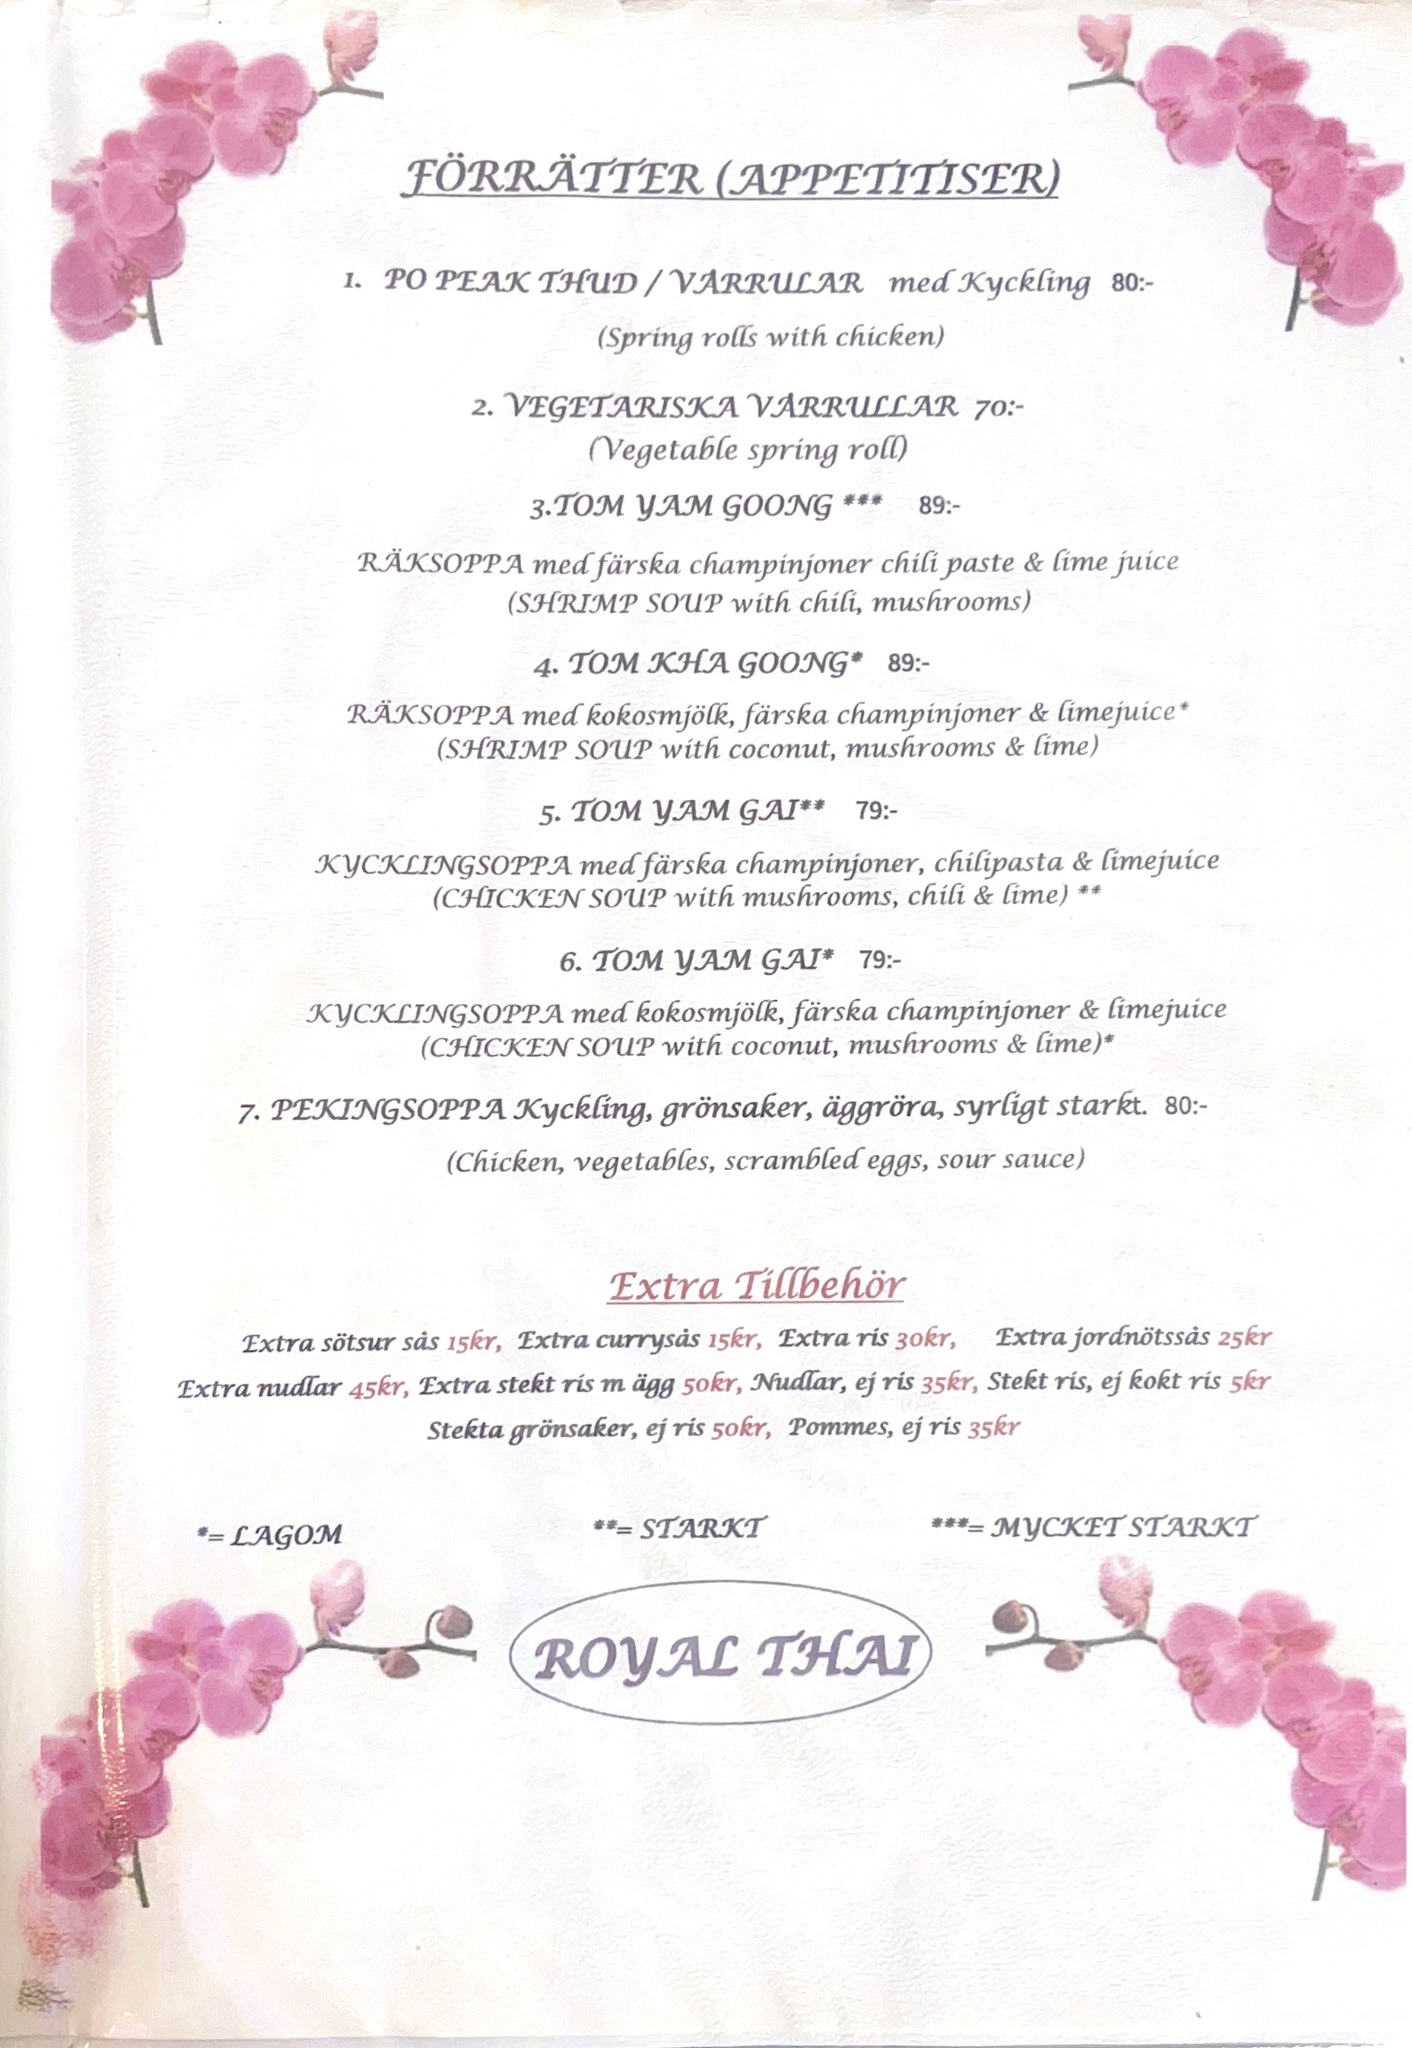 FÖRRÄTTER (APPETITISER)
1. PO PEAK THUD / VÅRRULAR med Kyckling 80:-
(Spring rolls with chicken)
2. VEGETARISKA VÅRRULLAR 70:-
(Vegetable spring roll)
3.TOM YAM GOONG *** 89:-
RÄKSOPPA med färska champinjoner chili paste & lime juice
(SHRIMP SOUP with chili, mushrooms)
4. TOM KHA GOONG* 89:-
RÄKSOPPA med kokosmjölk, färska champinjoner & limejuice*
(SHRIMP SOUP with coconut, mushrooms & lime)
5. TOM YAM GAI** 79:-
KYCKLINGSOPPA med färska champinjoner, chilipasta & limejuice
(CHICKEN SOUP with mushrooms, chili & lime) **
6. TOM YAM GAI* 79:-
KYCKLINGSOPPA med kokosmjölk, färska champinjoner & limejuice
(CHICKEN SOUP with coconut, mushrooms & lime)*
7. PEKINGSOPPA Kyckling, grönsaker, äggröra, syrligt starkt. 80:-
(Chicken, vegetables, scrambled eggs, sour sauce)
Extra Tillbehör
Extra sötsur sås 15kr, Extra currysås 15kr, Extra ris 30kr, Extra jordnötssås 25kr
Extra nudlar 45kr, Extra stekt ris m ägg 50kr, Nudlar, ej ris 35kr, Stekt ris, ej kokt ris 5kr
Stekta grönsaker, ej ris 50kr, Pommes, ej ris 35kr
*= LAGOM **= STARKT ***= MYCKET STARKT
ROYAL THAI